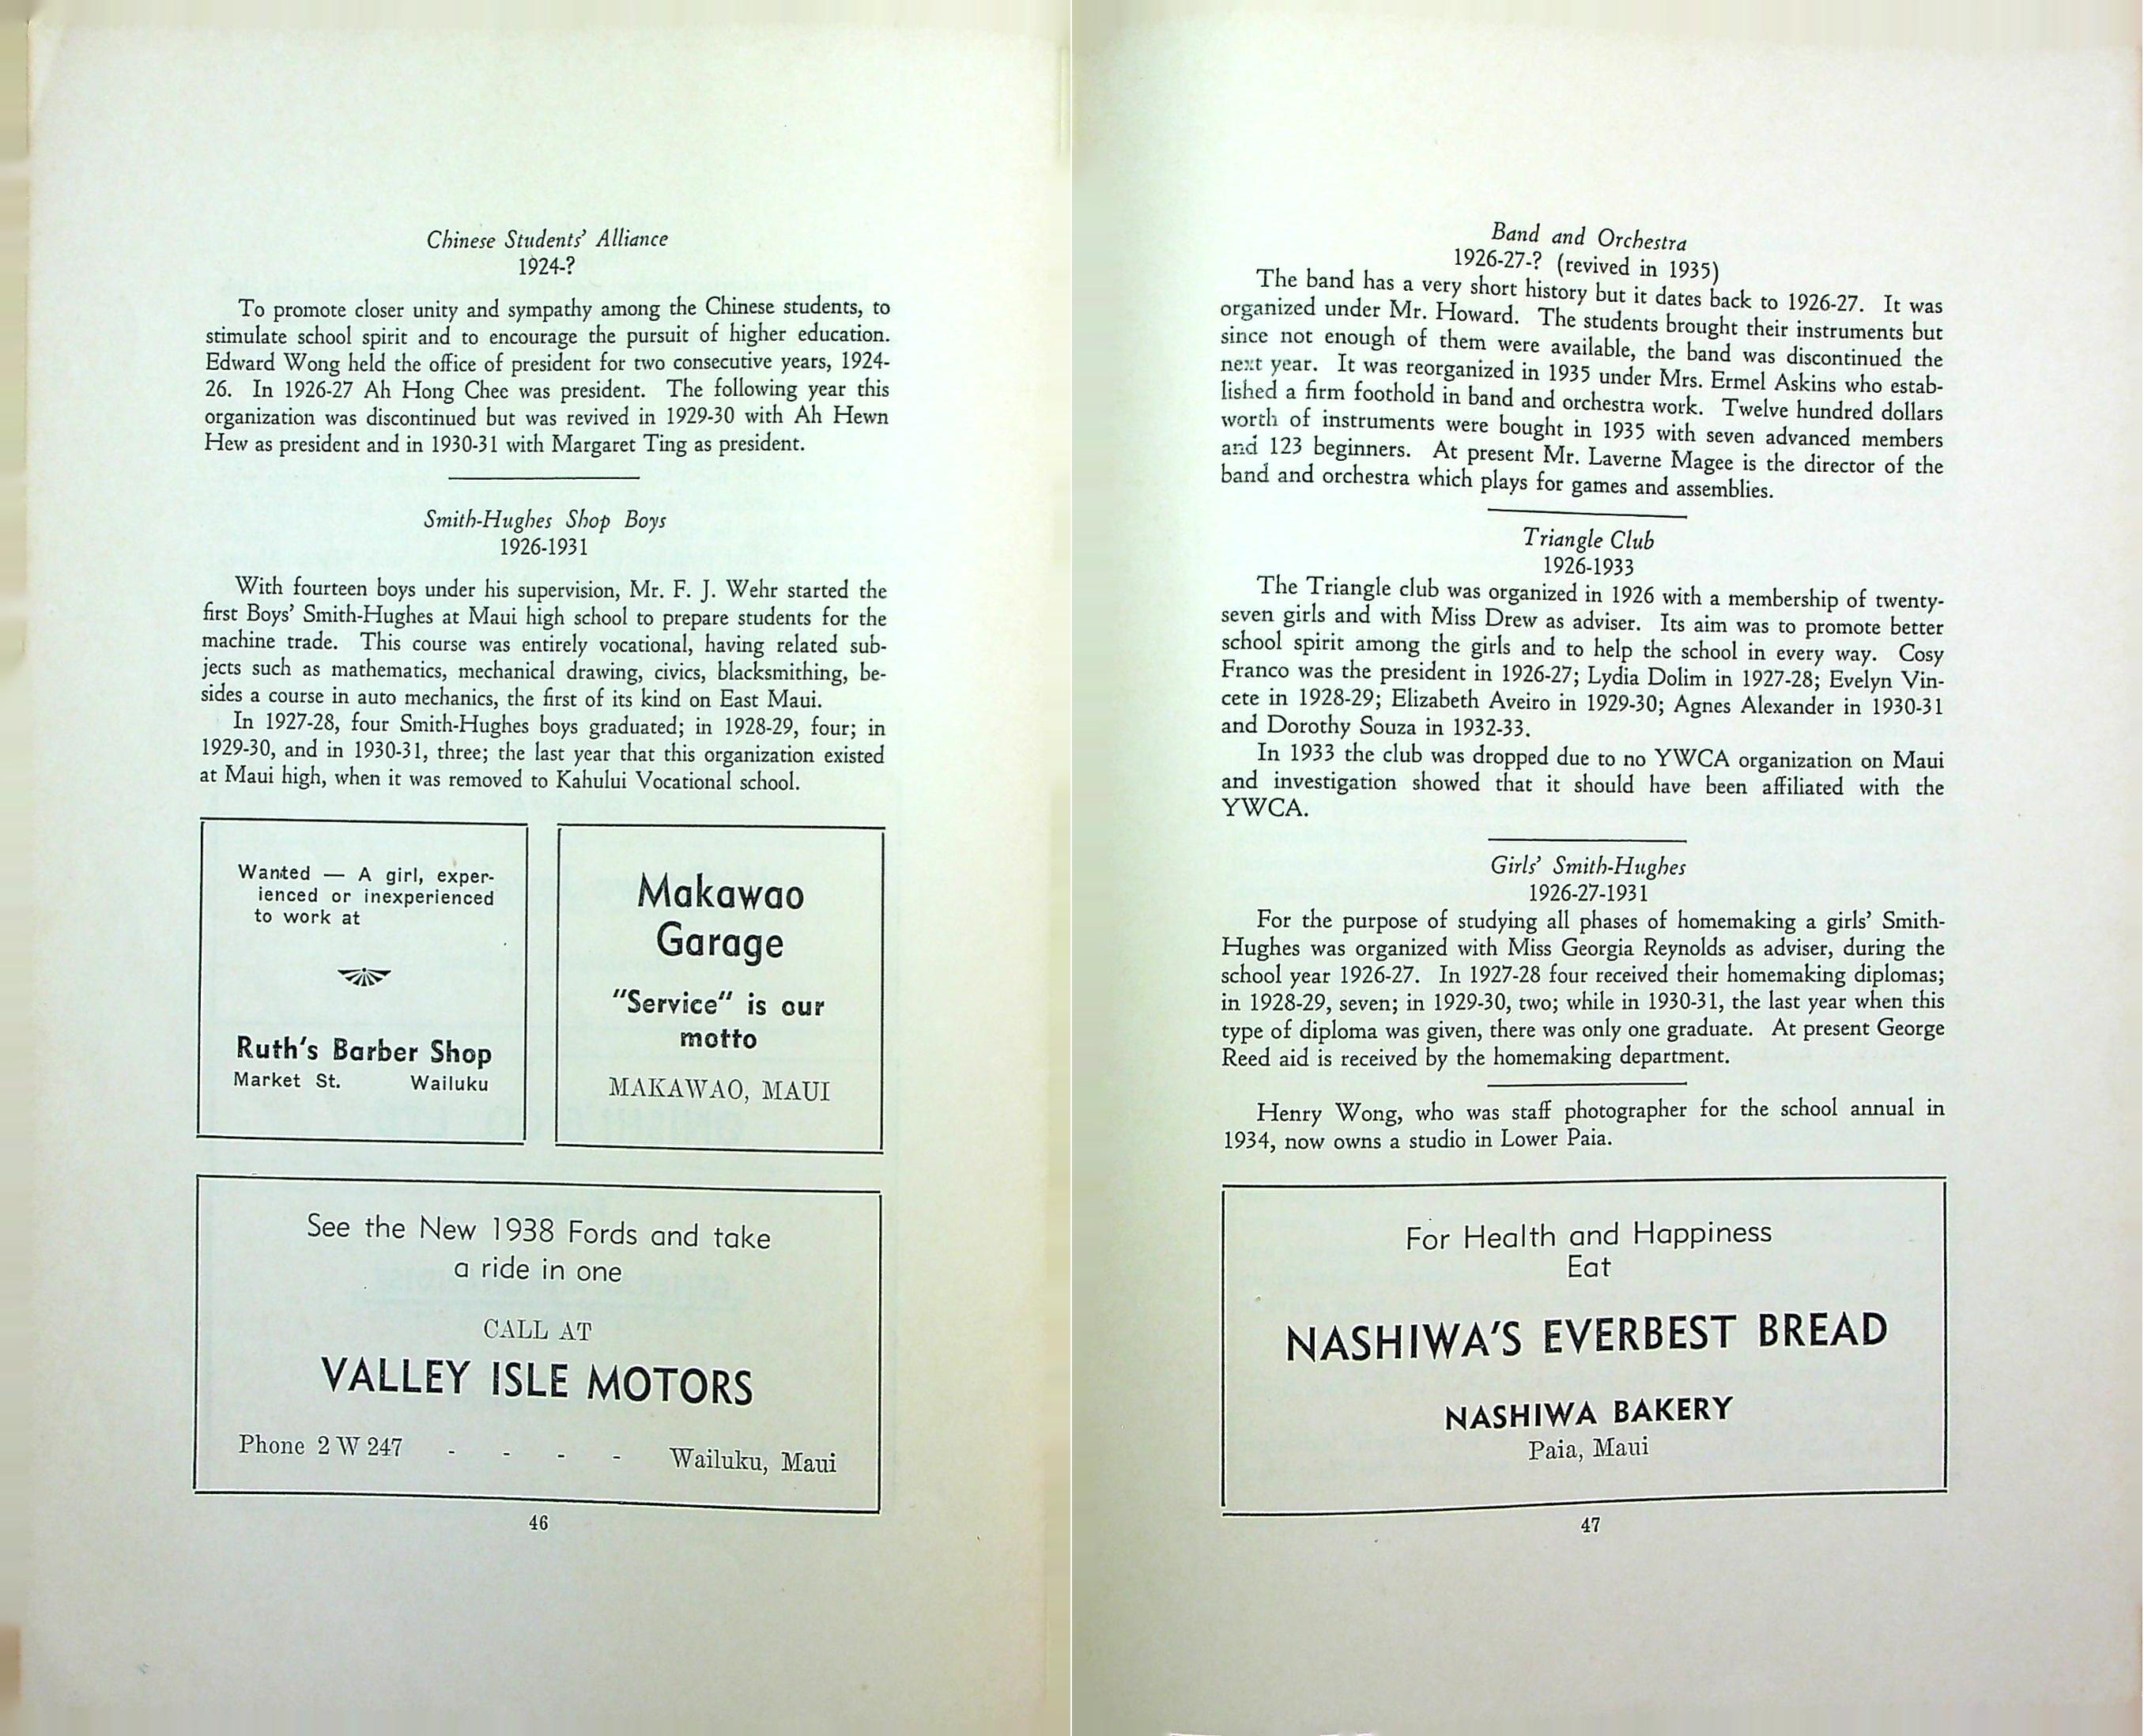 Chinese Students' Alliance
1924-?
To promote closer unity and sympathy among the Chinese students, to
stimulate school spirit and to encourage the pursuit of higher education.
Edward Wong held the office of president for two consecutive years, 1924-
26. In 1926-27 Ah Hong Chee was president. The following year this
organization was discontinued but was revived in 1929-30 with Ah Hewn
Hew as president and in 1930-31 with Margaret Ting as president.
Smith-Hughes Shop Boys
1926-1931
With fourteen boys under his supervision, Mr. F. J. Wehr started the
first Boys' Smith-Hughes at Maui high school to prepare students for the
machine trade. This course was entirely vocational, having related sub-
jects such as mathematics, mechanical drawing, civics, blacksmithing, be-
sides a course in auto mechanics, the first of its kind on East Maui.
In 1927-28, four Smith-Hughes boys graduated; in 1928-29, four; in
1929-30, and in 1930-31, three; the last year that this organization existed
at Maui high, when it was removed to Kahului Vocational school.
Wanted — A girl, exper-
ienced or inexperienced
to work at
Ruth's Barber Shop
Market St. Wailuku
Makawao
Garage
"Service" is our
motto
MAKAWAO, MAUI
See the New 1938 Fords and take
a ride in one
CALL AT
VALLEY ISLE MOTORS
Phone 2 W 247 - - - - Wailuku, Maui
46
Band and Orchestra
1926-27-? (revived in 1935)
The band has a very short history but it dates back to 1926-27. It was
organized under Mr. Howard. The students brought their instruments but
since not enough of them were available, the band was discontinued the
next year. It was reorganized in 1935 under Mrs. Ermel Askins who estab-
lished a firm foothold in band and orchestra work. Twelve hundred dollars
worth of instruments were bought in 1935 with seven advanced members
and 123 beginners. At present Mr. Laverne Magee is the director of the
band and orchestra which plays for games and assemblies.
Triangle Club
1926-1933
The Triangle club was organized in 1926 with a membership of twenty-
seven girls and with Miss Drew as adviser. Its aim was to promote better
school spirit among the girls and to help the school in every way. Cosy
Franco was the president in 1926-27; Lydia Dolim in 1927-28; Evelyn Vin-
cete in 1928-29; Elizabeth Aveiro in 1929-30; Agnes Alexander in 1930-31
and Dorothy Souza in 1932-33.
In 1933 the club was dropped due to no YWCA organization on Maui
and investigation showed that it should have been affiliated with the
YWCA.
Girls' Smith-Hughes
1926-27-1931
For the purpose of studying all phases of homemaking a girls' Smith-
Hughes was organized with Miss Georgia Reynolds as adviser, during the
school year 1926-27. In 1927-28 four received their homemaking diplomas;
in 1928-29, seven; in 1929-30, two; while in 1930-31, the last year when this
type of diploma was given, there was only one graduate. At present George
Reed aid is received by the homemaking department.
Henry Wong, who was staff photographer for the school annual in
1934, now owns a studio in Lower Paia.
For Health and Happiness
Eat
NASHIWA'S EVERBEST BREAD
NASHIWA BAKERY
Paia, Maui
47